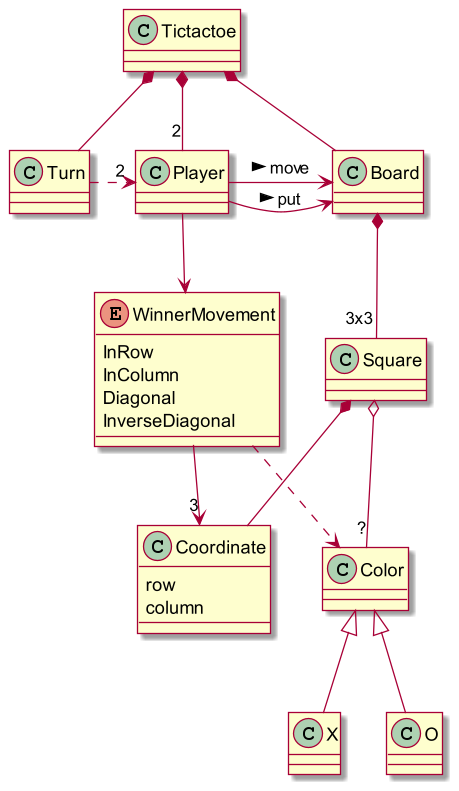 C Tictactoe
2
C Turn
2
C Player
move
put
C Board
E WinnerMovement
InRow
InColumn
Diagonal
InverseDiagonal
3x3
C Square
3
?
C Coordinate
row
column
C Color
C X
C O